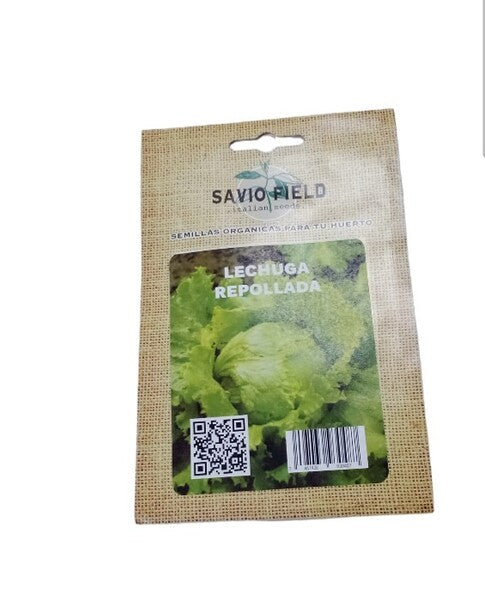 SAVIO FIELD
italian seeds
SEMILLAS ORGANICAS PARA TU HUERTO
LECHUGA
REPOLLADA